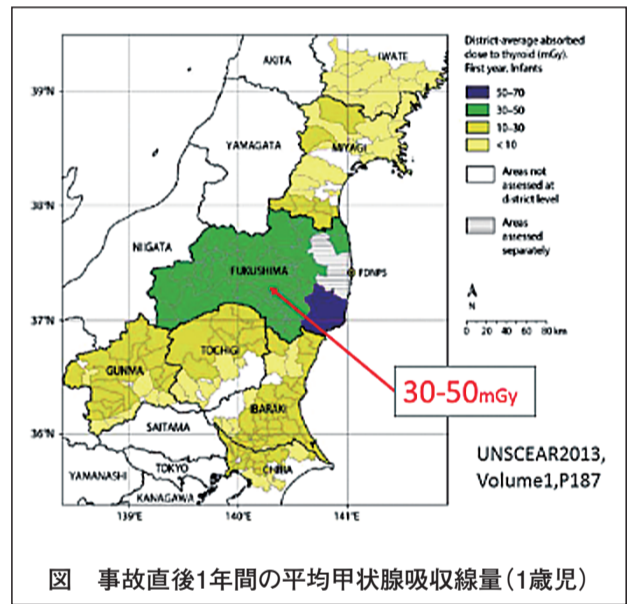 District-average absorbed
close to thyroid (mGy).
First year, Infants
50–70
30–50
10–30
< 10
Areas not
assessed at
district level
Areas
assessed
separately
A
N
0 20 40 60 80 km
39°N
38°N
37°N
36°N
139°E
140°E
141°E
AKITA
IWATE
YAMAGATA
MIYAGI
NIIGATA
FUKUSHIMA
FDNPS
TOCHIGI
GUNMA
IBARAKI
SAITAMA
TOKYO
CHIBA
YAMANASHI
KANAGAWA
30-50mGy
UNSCEAR2013,
Volume1,P187
図 事故直後1年間の平均甲状腺吸収線量(1歳児)